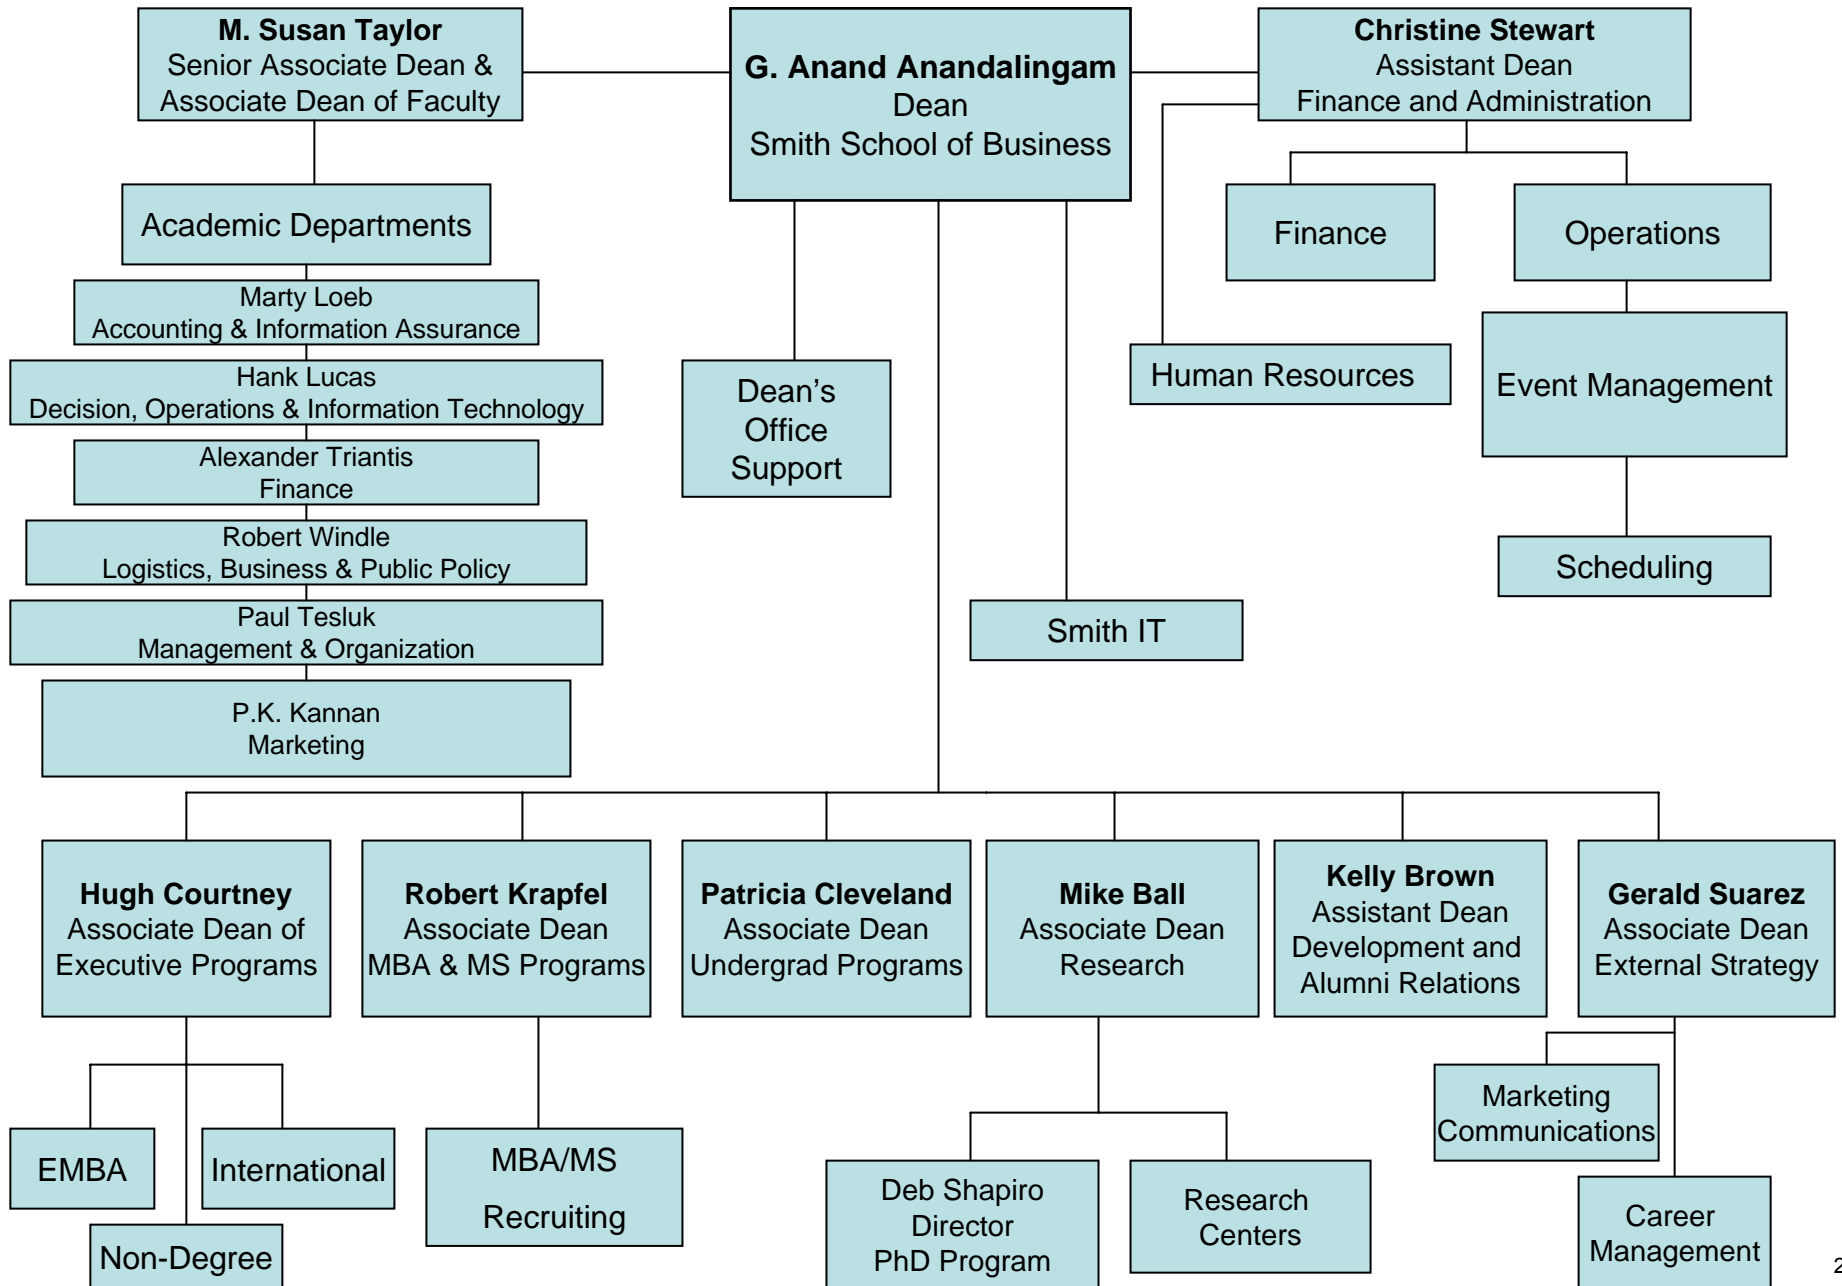 M. Susan Taylor
Senior Associate Dean &
Associate Dean of Faculty
G. Anand Anandalingam
Dean
Smith School of Business
Christine Stewart
Assistant Dean
Finance and Administration
Academic Departments
Marty Loeb
Accounting & Information Assurance
Hank Lucas
Decision, Operations & Information Technology
Alexander Triantis
Finance
Robert Windle
Logistics, Business & Public Policy
Paul Tesluk
Management & Organization
P.K. Kannan
Marketing
Dean's
Office
Support
Smith IT
Human Resources
Finance
Operations
Event Management
Scheduling
Hugh Courtney
Associate Dean of
Executive Programs
Robert Krapfel
Associate Dean
MBA & MS Programs
Patricia Cleveland
Associate Dean
Undergrad Programs
Mike Ball
Associate Dean
Research
Kelly Brown
Assistant Dean
Development and
Alumni Relations
Gerald Suarez
Associate Dean
External Strategy
EMBA
Non-Degree
International
MBA/MS
Recruiting
Deb Shapiro
Director
PhD Program
Research
Centers
Marketing
Communications
Career
Management
2